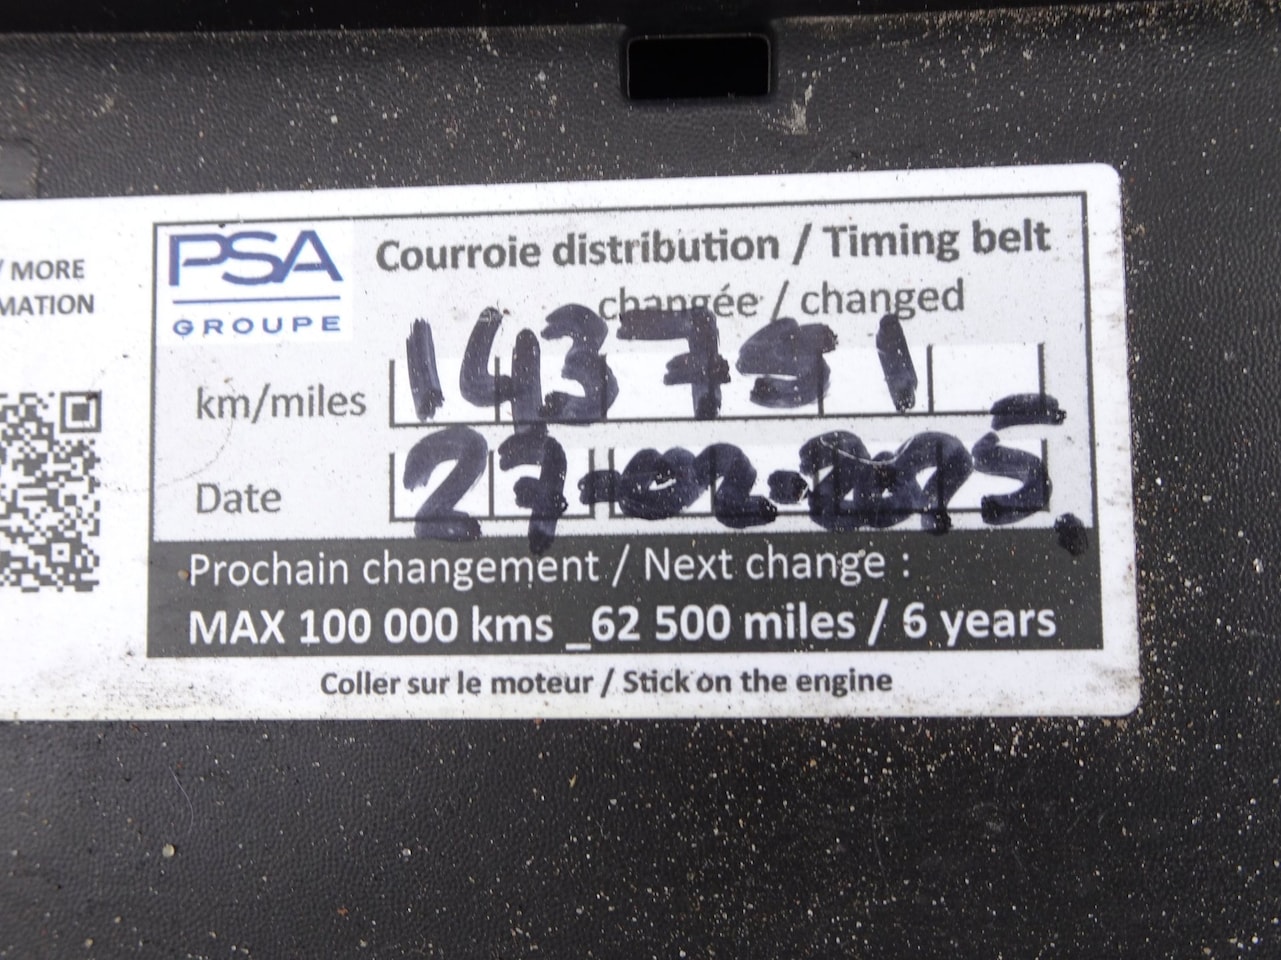 / MORE
MATION
PSA
GROUPE
Courroie distribution / Timing belt
changée / changed
km/miles 143791
Date 27-02-2025
Prochain changement / Next change :
MAX 100 000 kms _62 500 miles / 6 years
Coller sur le moteur / Stick on the engine